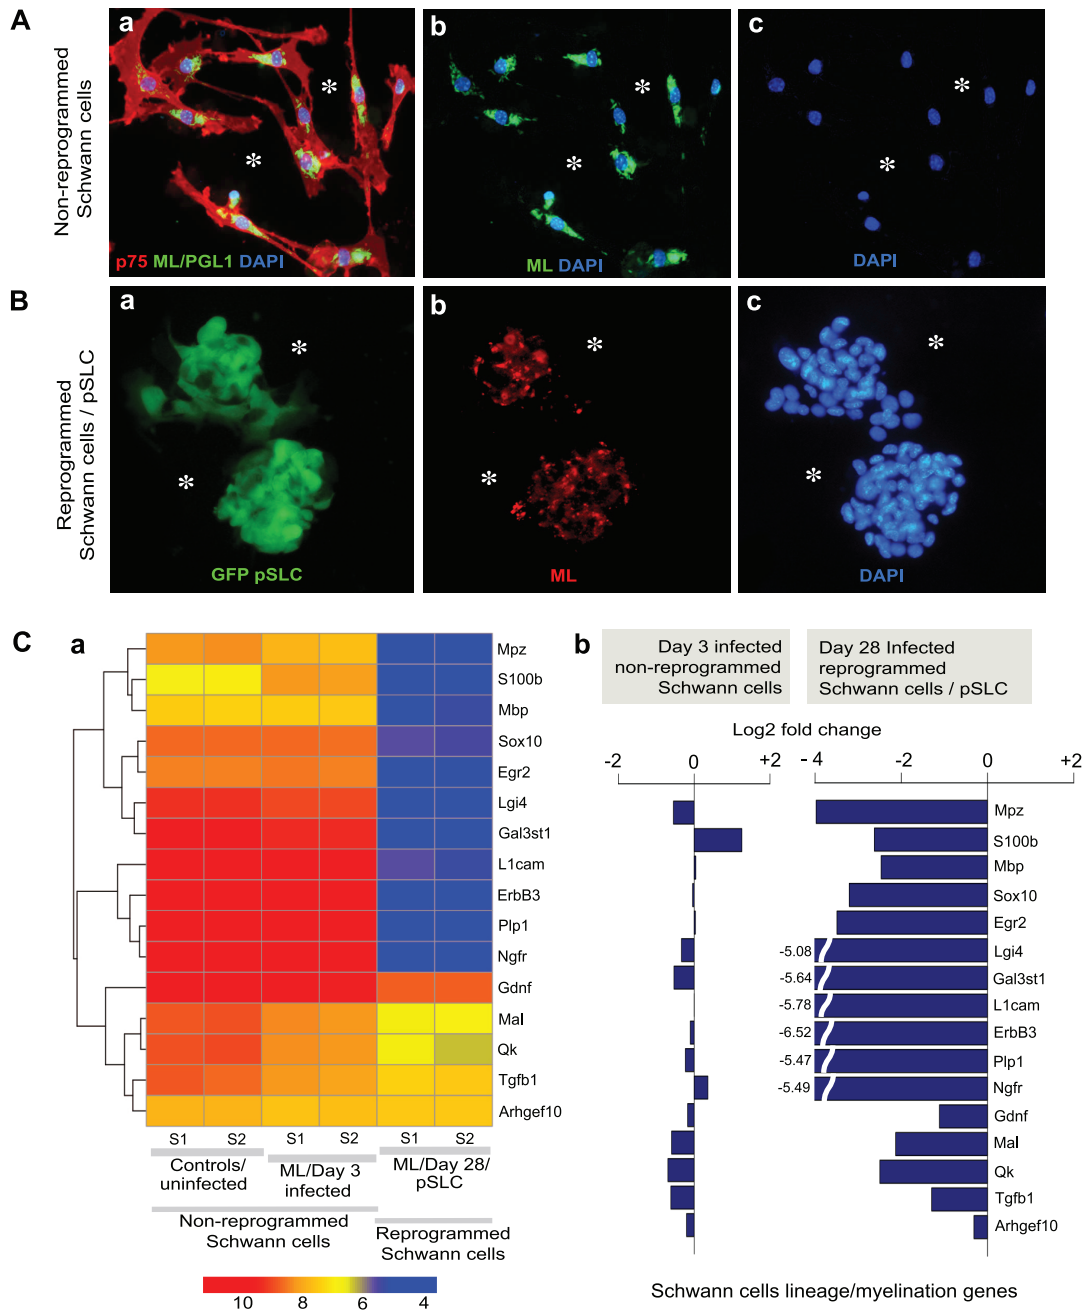 A
Non-reprogrammed
Schwann cells
a
*
*
p75 ML/PGL1 DAPI
b
*
*
ML DAPI
c
*
*
DAPI
B
Reprogrammed
Schwann cells / pSLC
a
*
*
GFP pSLC
b
*
*
ML
c
*
*
DAPI
C
a
Mpz
S100b
Mbp
Sox10
Egr2
Lgi4
Gal3st1
L1cam
ErbB3
Plp1
Ngfr
Gdnf
Mal
Qk
Tgfb1
Arhgef10
S1 S2 S1 S2 S1 S2
Controls/
uninfected
ML/Day 3
infected
ML/Day 28/
pSLC
Non-reprogrammed
Schwann cells
Reprogrammed
Schwann cells
10 8 6 4
b
Day 3 infected
non-reprogrammed
Schwann cells
Day 28 Infected
reprogrammed
Schwann cells / pSLC
Log2 fold change
-2 0 +2
- 4 0 +2
Mpz
S100b
Mbp
Sox10
Egr2
-5.08 Lgi4
-5.64 Gal3st1
-5.78 L1cam
-6.52 ErbB3
-5.47 Plp1
-5.49 Ngfr
Gdnf
Mal
Qk
Tgfb1
Arhgef10
Schwann cells lineage/myelination genes